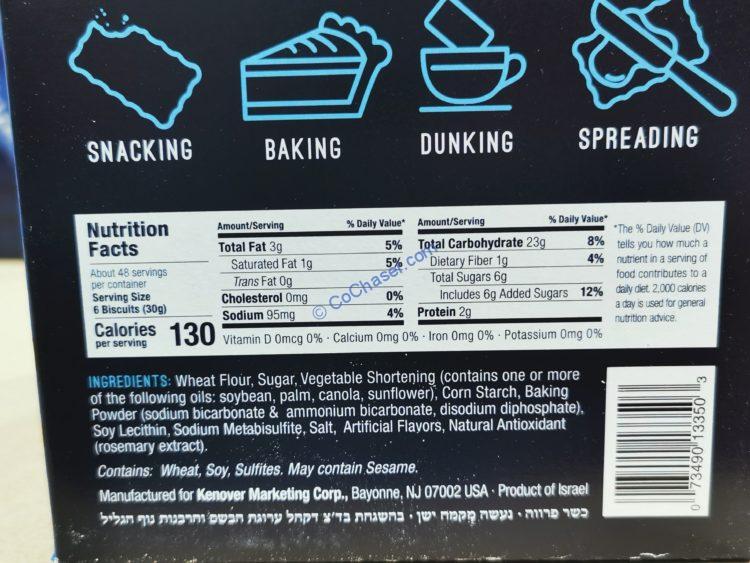 SNACKING
BAKING
DUNKING
SPREADING
Nutrition
Facts
About 48 servings
per container
Serving Size
6 Biscuits (30g)
Calories
per serving
130
Amount/Serving % Daily Value*
Total Fat 3g 5%
Saturated Fat 1g 5%
Trans Fat 0g
Cholesterol 0mg 0%
Sodium 95mg 4%
Amount/Serving % Daily Value*
Total Carbohydrate 23g 8%
Dietary Fiber 1g 4%
Total Sugars 6g
Includes 6g Added Sugars 12%
Protein 2g
Vitamin D 0mcg 0% · Calcium 0mg 0% · Iron 0mg 0% · Potassium 0mg 0%
*The % Daily Value (DV)
tells you how much a
nutrient in a serving of
food contributes to a
daily diet. 2,000 calories
a day is used for general
nutrition advice.
© CoChaser.com
INGREDIENTS: Wheat Flour, Sugar, Vegetable Shortening (contains one or more
of the following oils: soybean, palm, canola, sunflower), Corn Starch, Baking
Powder (sodium bicarbonate & ammonium bicarbonate, disodium diphosphate),
Soy Lecithin, Sodium Metabisulfite, Salt, Artificial Flavors, Natural Antioxidant
(rosemary extract).
Contains: Wheat, Soy, Sulfites. May contain Sesame.
Manufactured for Kenover Marketing Corp., Bayonne, NJ 07002 USA · Product of Israel
כשר פרווה · נעשה מקמח ישן · בהשגחת בד״צ דקהל ערוגת הבשם והרבנות נוף הגליל
0 73490 13350 3